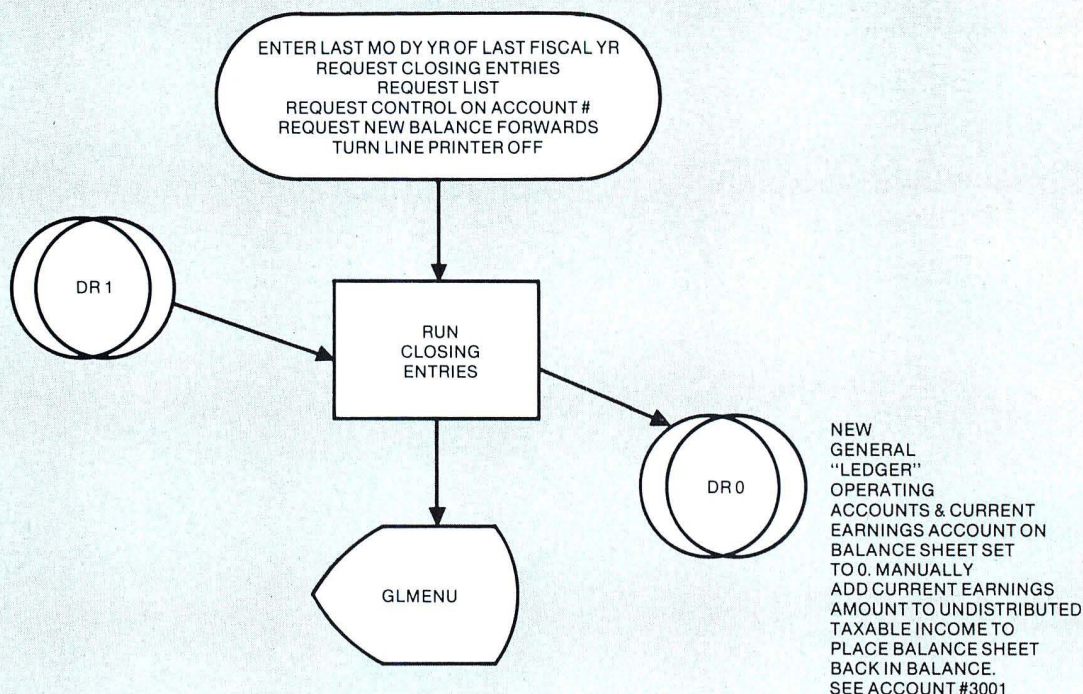 ENTER LAST MO DY YR OF LAST FISCAL YR
REQUEST CLOSING ENTRIES
REQUEST LIST
REQUEST CONTROL ON ACCOUNT #
REQUEST NEW BALANCE FORWARDS
TURN LINE PRINTER OFF
DR 1
RUN
CLOSING
ENTRIES
DR 0
GLMENU
NEW
GENERAL
"LEDGER"
OPERATING
ACCOUNTS & CURRENT
EARNINGS ACCOUNT ON
BALANCE SHEET SET
TO 0. MANUALLY
ADD CURRENT EARNINGS
AMOUNT TO UNDISTRIBUTED
TAXABLE INCOME TO
PLACE BALANCE SHEET
BACK IN BALANCE.
SEE ACCOUNT #3001